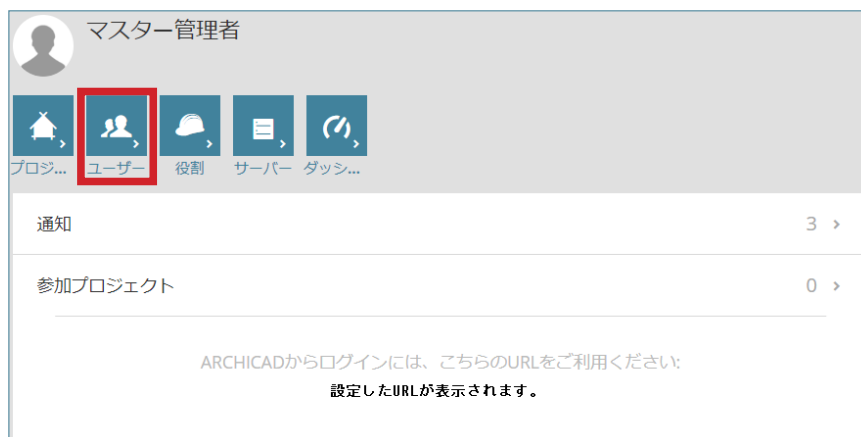 マスター管理者
プロジ...
ユーザー
役割
サーバー
ダッシ...
通知
3
参加プロジェクト
0
ARCHICADからログインには、こちらのURLをご利用ください:
設定したURLが表示されます。